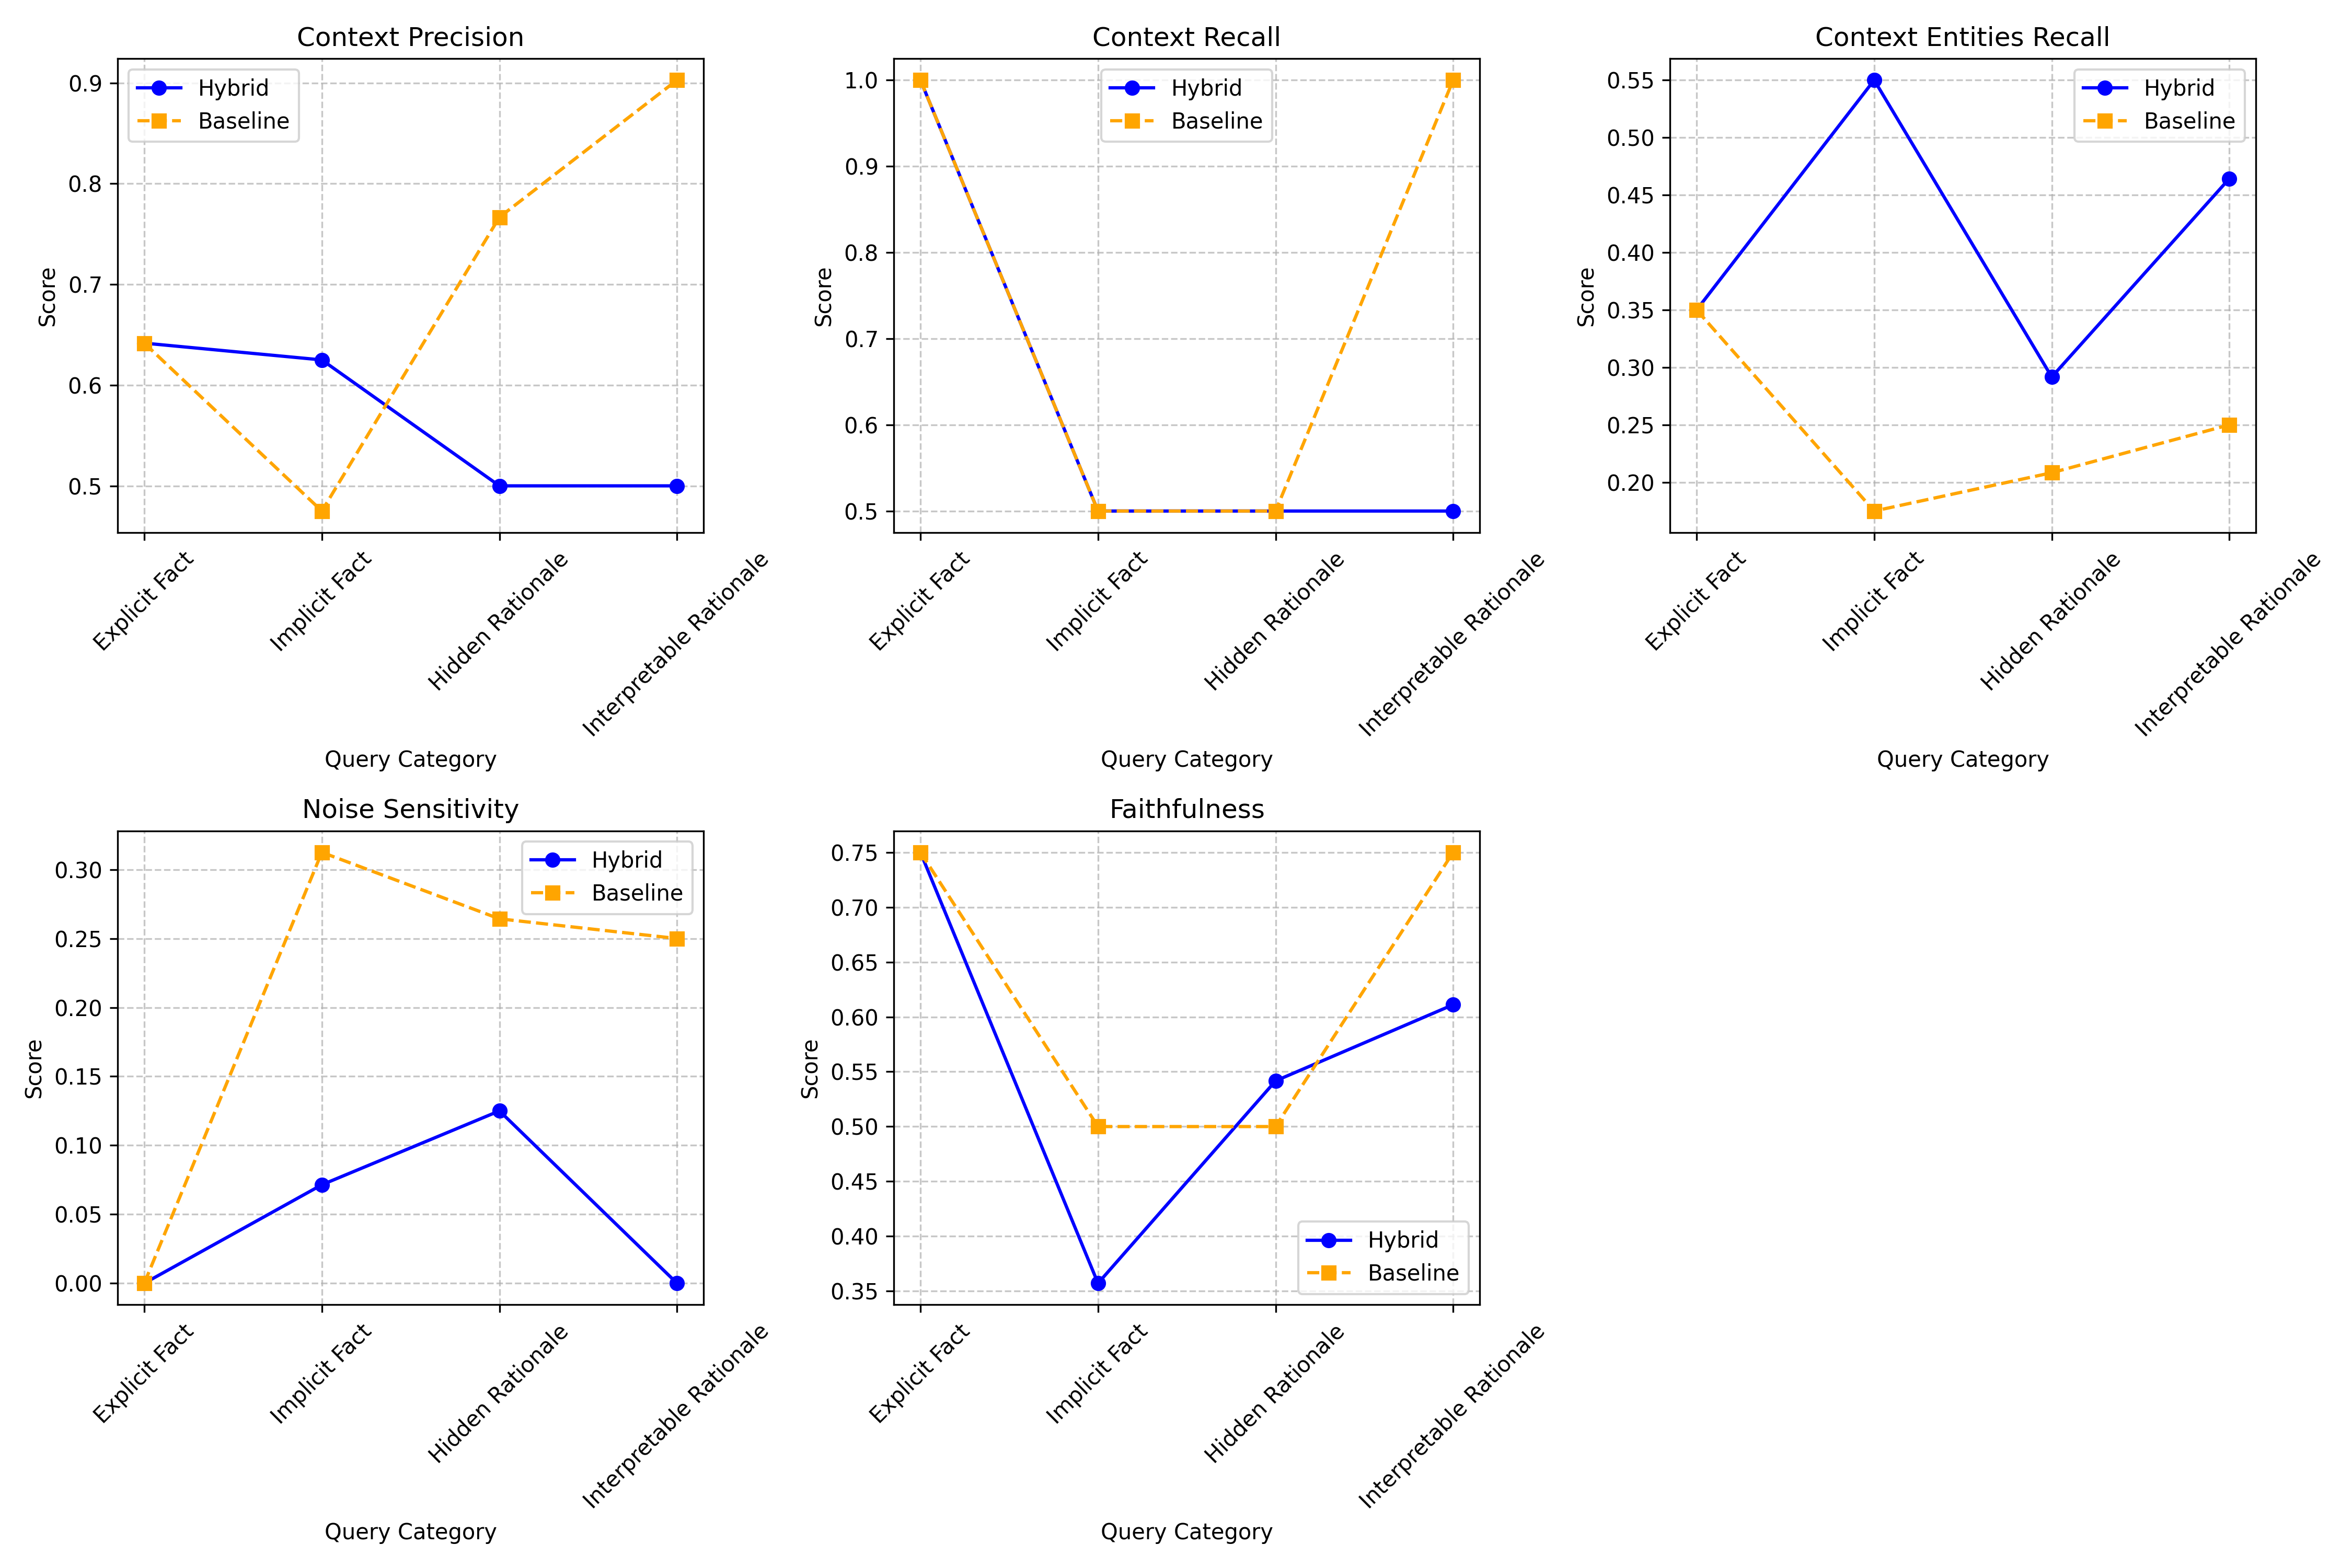 Context Precision
Hybrid
Baseline
0.9
0.8
0.7
0.6
0.5
Score
Explicit Fact
Implicit Fact
Hidden Rationale
Interpretable Rationale
Query Category
Context Recall
Hybrid
Baseline
1.0
0.9
0.8
0.7
0.6
0.5
Score
Explicit Fact
Implicit Fact
Hidden Rationale
Interpretable Rationale
Query Category
Context Entities Recall
Hybrid
Baseline
0.55
0.50
0.45
0.40
0.35
0.30
0.25
0.20
Score
Explicit Fact
Implicit Fact
Hidden Rationale
Interpretable Rationale
Query Category
Noise Sensitivity
Hybrid
Baseline
0.30
0.25
0.20
0.15
0.10
0.05
0.00
Score
Explicit Fact
Implicit Fact
Hidden Rationale
Interpretable Rationale
Query Category
Faithfulness
0.75
0.70
0.65
0.60
0.55
0.50
0.45
0.40
0.35
Score
Hybrid
Baseline
Explicit Fact
Implicit Fact
Hidden Rationale
Interpretable Rationale
Query Category